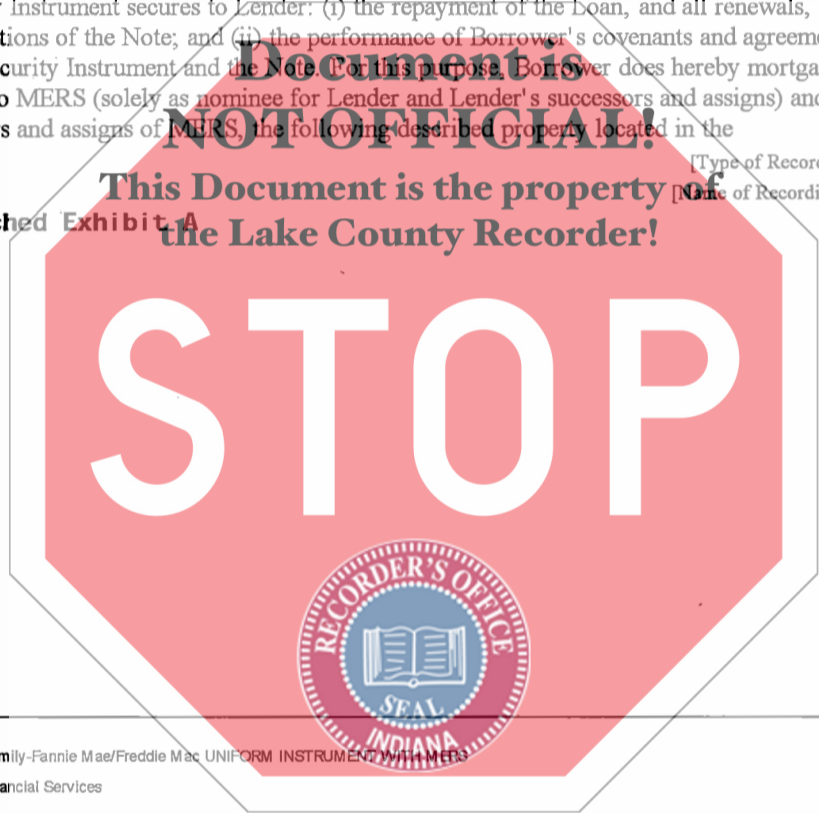 Instrument secures to Lender: (i) the repayment of the Loan, and all renewals,
tions of the Note; and (ii) the performance of Borrower's covenants and agreem
curity Instrument and the Note. For this purpose, Borrower does hereby mortga
o MERS (solely as nominee for Lender and Lender's successors and assigns) and
s and assigns of MERS, the following described property located in the
[Type of Recor
[Name of Recordi
hed Exhibit A
Document is
NOT OFFICIAL!
This Document is the property of
the Lake County Recorder!
STOP
RECORDER'S OFFICE
SEAL
INDIANA
mily-Fannie Mae/Freddie Mac UNIFORM INSTRUMENT WITH MERS
ancial Services